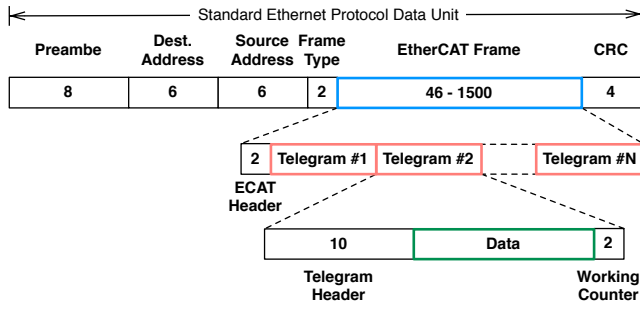 Standard Ethernet Protocol Data Unit
Preambe
Dest. Address
Source Address
Frame Type
EtherCAT Frame
CRC
8
6
6
2
46 - 1500
4
2
Telegram #1
Telegram #2
Telegram #N
ECAT
Header
10
Data
2
Telegram
Header
Working
Counter